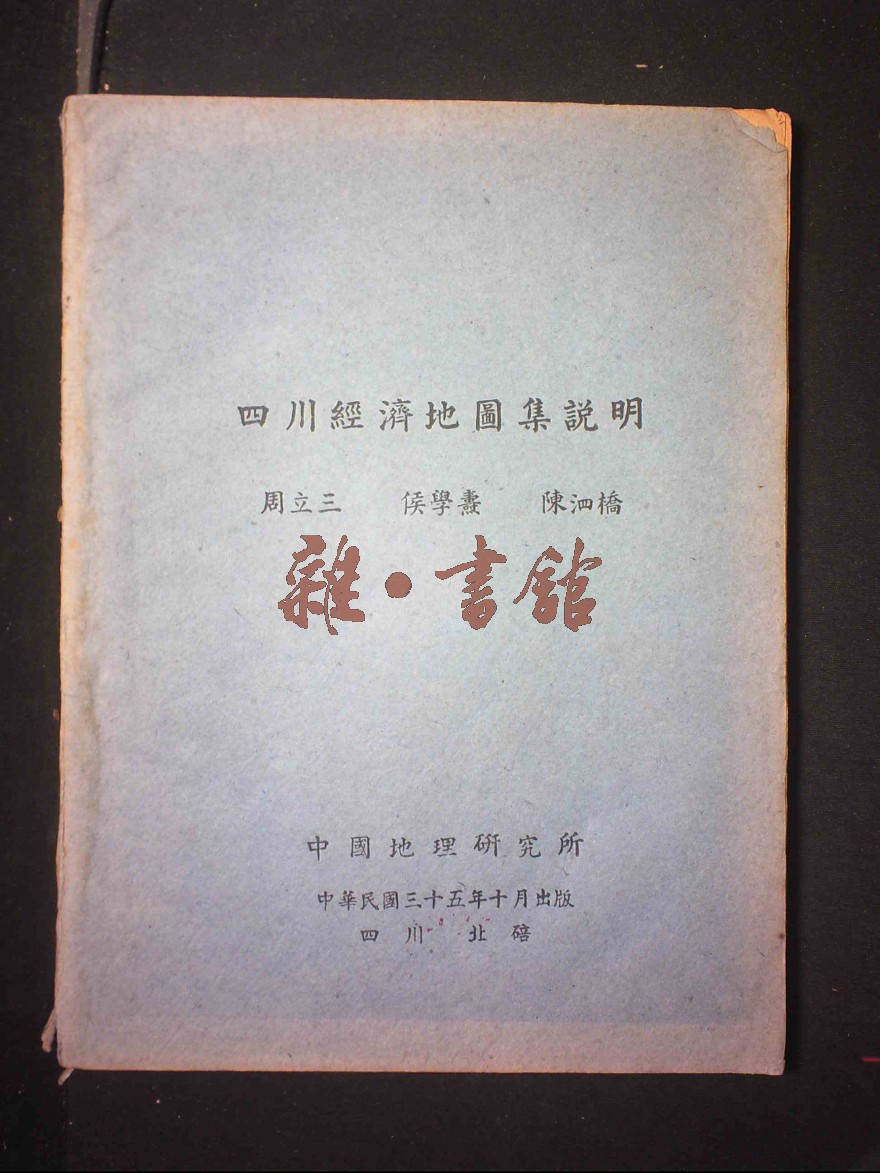 四川經濟地圖集説明
周立三 侯學燾 陳泗橋
雜·書館
中國地理研究所
中華民國三十五年十月出版
四川 北碚